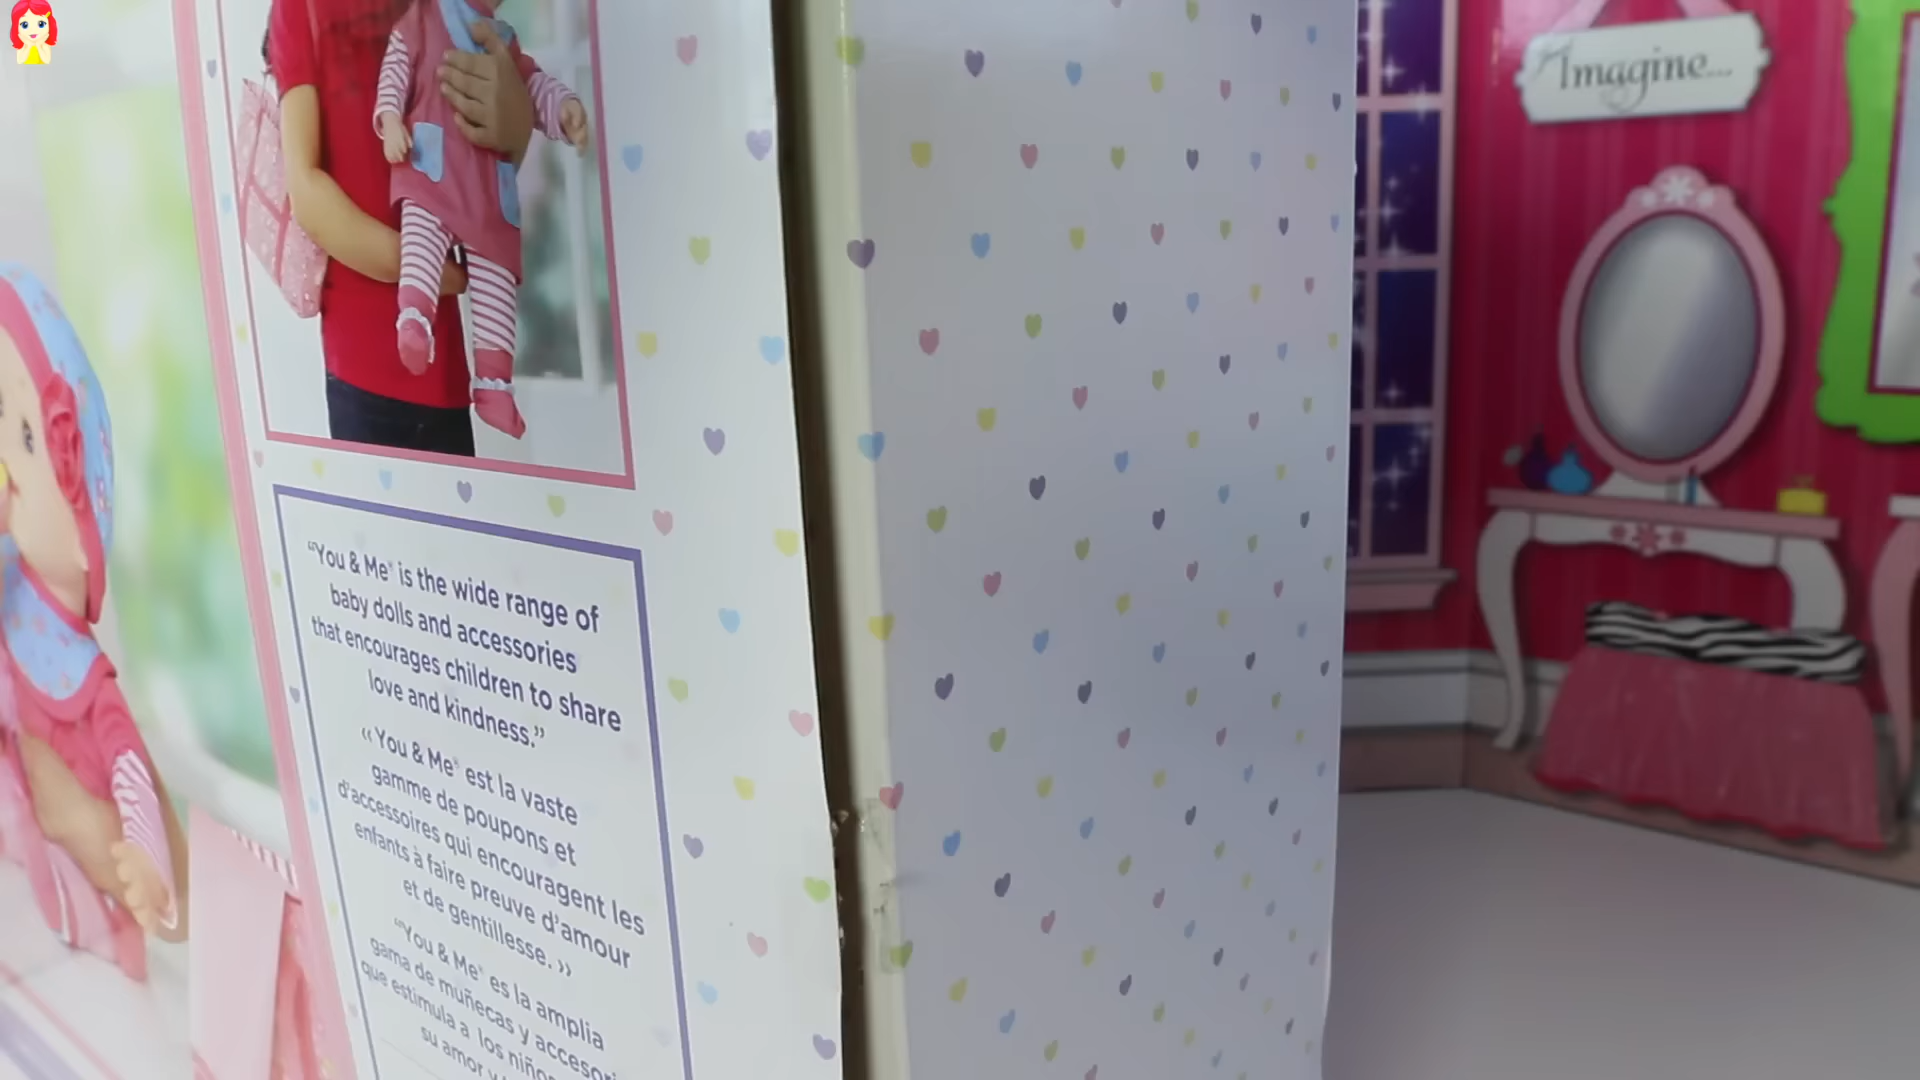 Imagine...
“You & Me® is the wide range of
baby dolls and accessories
that encourages children to share
love and kindness.”
‹‹ You & Me® est la vaste
gamme de poupons et
d’accessoires qui encouragent les
enfants à faire preuve d’amour
et de gentillesse. ››
“You & Me® es la amplia
gama de muñecas y accesori
que estimula a los niños
su amor y